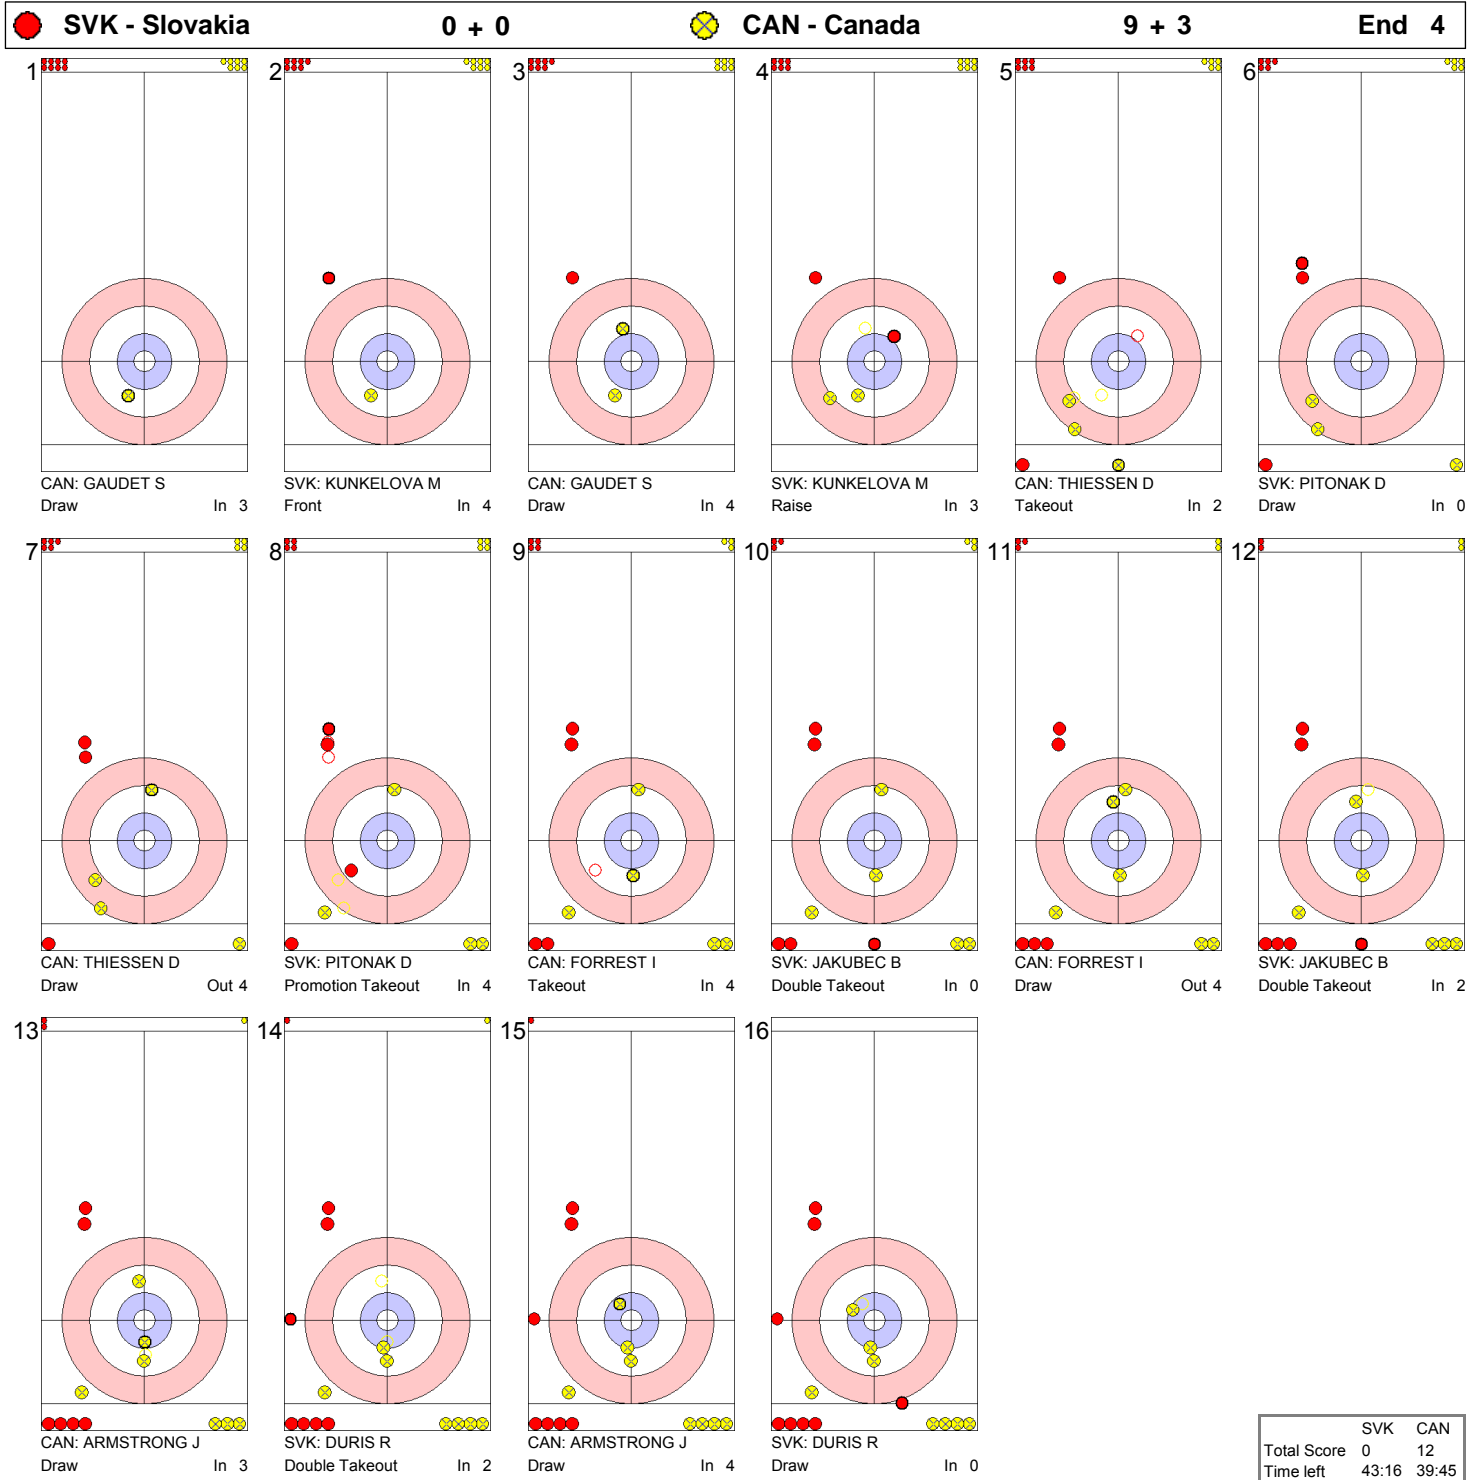 SVK - Slovakia 0 + 0 CAN - Canada 9 + 3 End 4
1 2 3 4 5 6
CAN: GAUDET S SVK: KUNKELOVA M CAN: GAUDET S SVK: KUNKELOVA M CAN: THIESSEN D SVK: PITONAK D
Draw In 3 Front In 4 Draw In 4 Raise In 3 Takeout In 2 Draw In 0
7 8 9 10 11 12
CAN: THIESSEN D SVK: PITONAK D CAN: FORREST I SVK: JAKUBEC B CAN: FORREST I SVK: JAKUBEC B
Draw Out 4 Promotion Takeout In 4 Takeout In 4 Double Takeout In 0 Draw Out 4 Double Takeout In 2
13 14 15 16
CAN: ARMSTRONG J SVK: DURIS R CAN: ARMSTRONG J SVK: DURIS R
Draw In 3 Double Takeout In 2 Draw In 4 Draw In 0
SVK CAN
Total Score 0 12
Time left 43:16 39:45